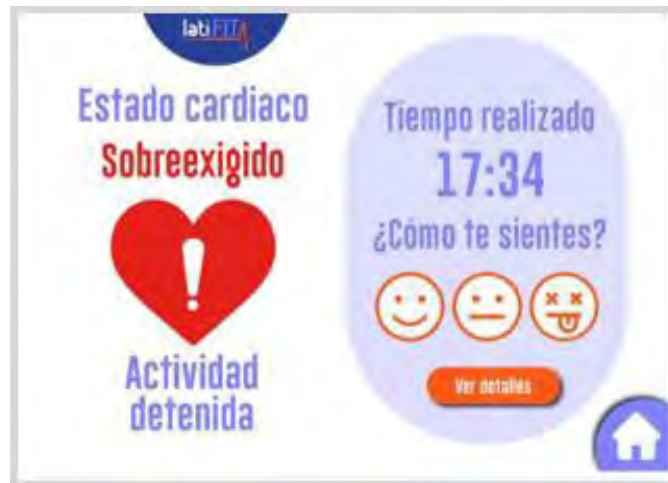 latiFIT
Estado cardiaco
Sobreexigido
!
Actividad
detenida
Tiempo realizado
17:34
¿Cómo te sientes?
Ver detalles